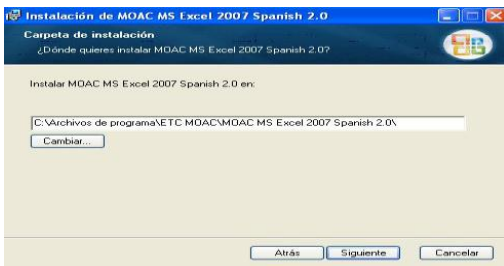 Instalación de MOAC MS Excel 2007 Spanish 2.0
Carpeta de instalación
¿Dónde quieres instalar MOAC MS Excel 2007 Spanish 2.0?
Instalar MOAC MS Excel 2007 Spanish 2.0 en:
C:\Archivos de programa\ETC MOAC\MOAC MS Excel 2007 Spanish 2.0\
Cambiar...
Atrás Siguiente Cancelar